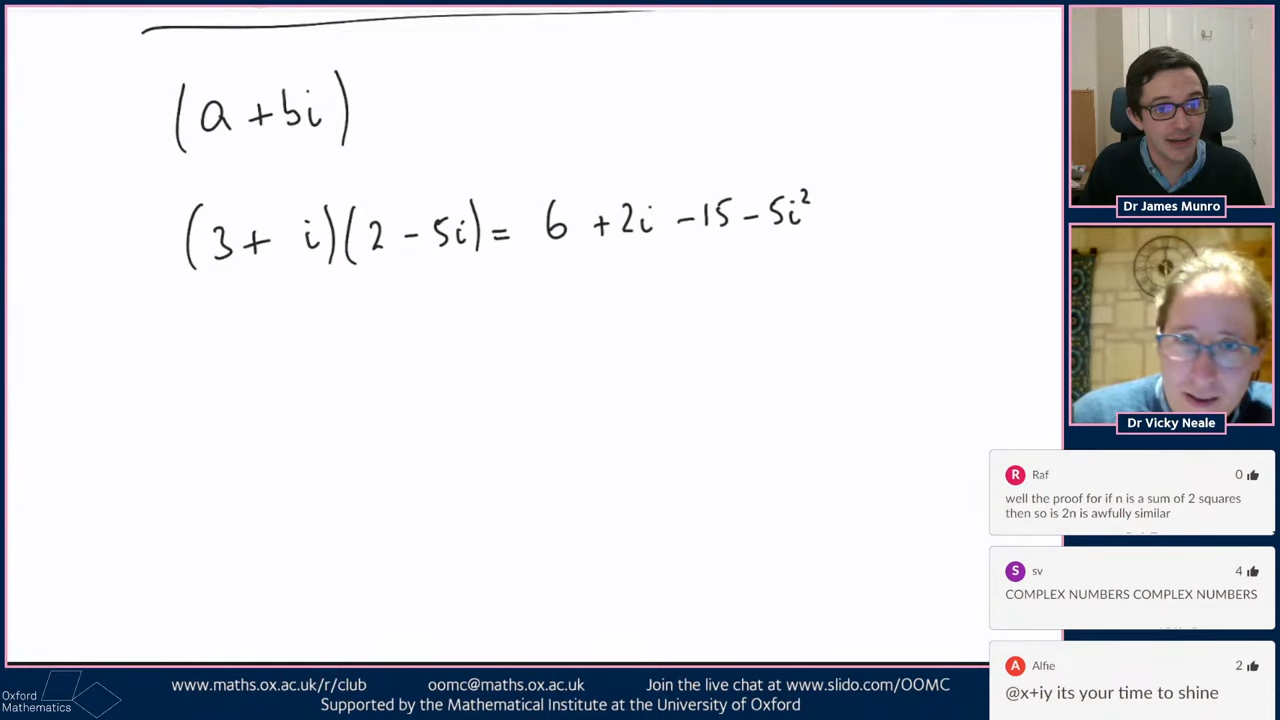 (a + bi)
(3 + i)(2 - 5i) = 6 + 2i - 15 - 5i²
Dr James Munro
Dr Vicky Neale
R Raf 0
well the proof for if n is a sum of 2 squares
then so is 2n is awfully similar
S sv 4
COMPLEX NUMBERS COMPLEX NUMBERS
A Alfie 2
@x+iy its your time to shine
Oxford
Mathematics
www.maths.ox.ac.uk/r/club oomc@maths.ox.ac.uk Join the live chat at www.slido.com/OOMC
Supported by the Mathematical Institute at the University of Oxford